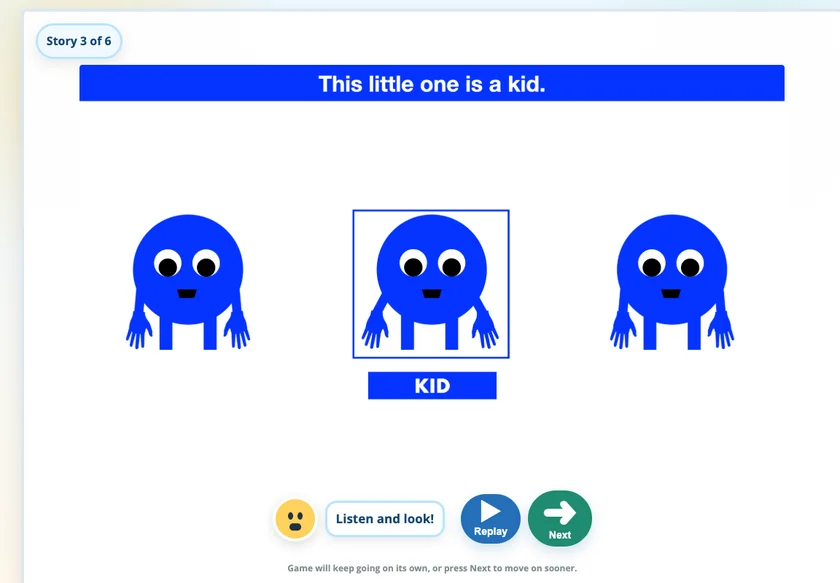 Story 3 of 6
This little one is a kid.
KID
Listen and look!
Replay
Next
Game will keep going on its own, or press Next to move on sooner.